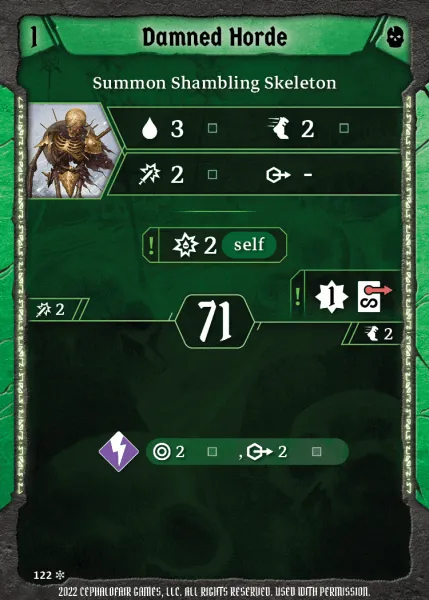 1 Damned Horde
Summon Shambling Skeleton
3 2
2 -
! 2 self
! 1
2 71 2
2 , 2
122
2022 CEPHALOFAIR GAMES, LLC. ALL RIGHTS RESERVED. USED WITH PERMISSION.